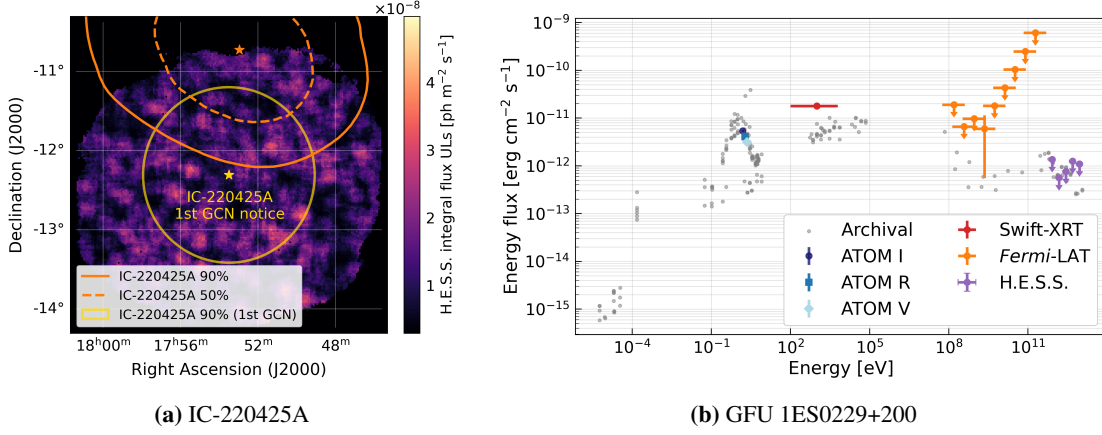 ×10⁻⁸
-11°
-12°
-13°
-14°
Declination (J2000)
IC-220425A
1st GCN notice
IC-220425A 90%
IC-220425A 50%
IC-220425A 90% (1st GCN)
18ʰ00ᵐ 17ʰ56ᵐ 52ᵐ 48ᵐ
Right Ascension (J2000)
4
3
2
1
H.E.S.S. integral flux ULs [ph m⁻² s⁻¹]
(a) IC-220425A
10⁻⁹
10⁻¹⁰
10⁻¹¹
10⁻¹²
10⁻¹³
10⁻¹⁴
10⁻¹⁵
Energy flux [erg cm⁻² s⁻¹]
Archival
ATOM I
ATOM R
ATOM V
Swift-XRT
Fermi-LAT
H.E.S.S.
10⁻⁴ 10⁻¹ 10² 10⁵ 10⁸ 10¹¹
Energy [eV]
(b) GFU 1ES0229+200